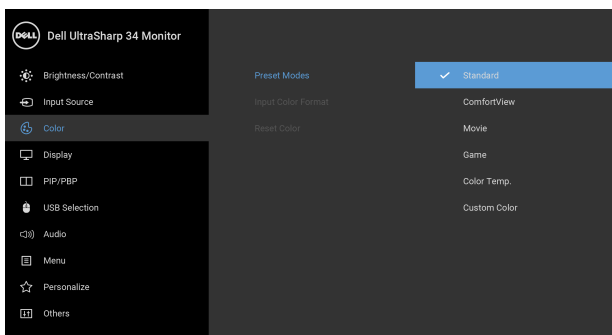 DELL Dell UltraSharp 34 Monitor
Brightness/Contrast Preset Modes Standard
Input Source Input Color Format ComfortView
Color Reset Color Movie
Display Game
PIP/PBP Color Temp.
USB Selection Custom Color
Audio
Menu
Personalize
Others